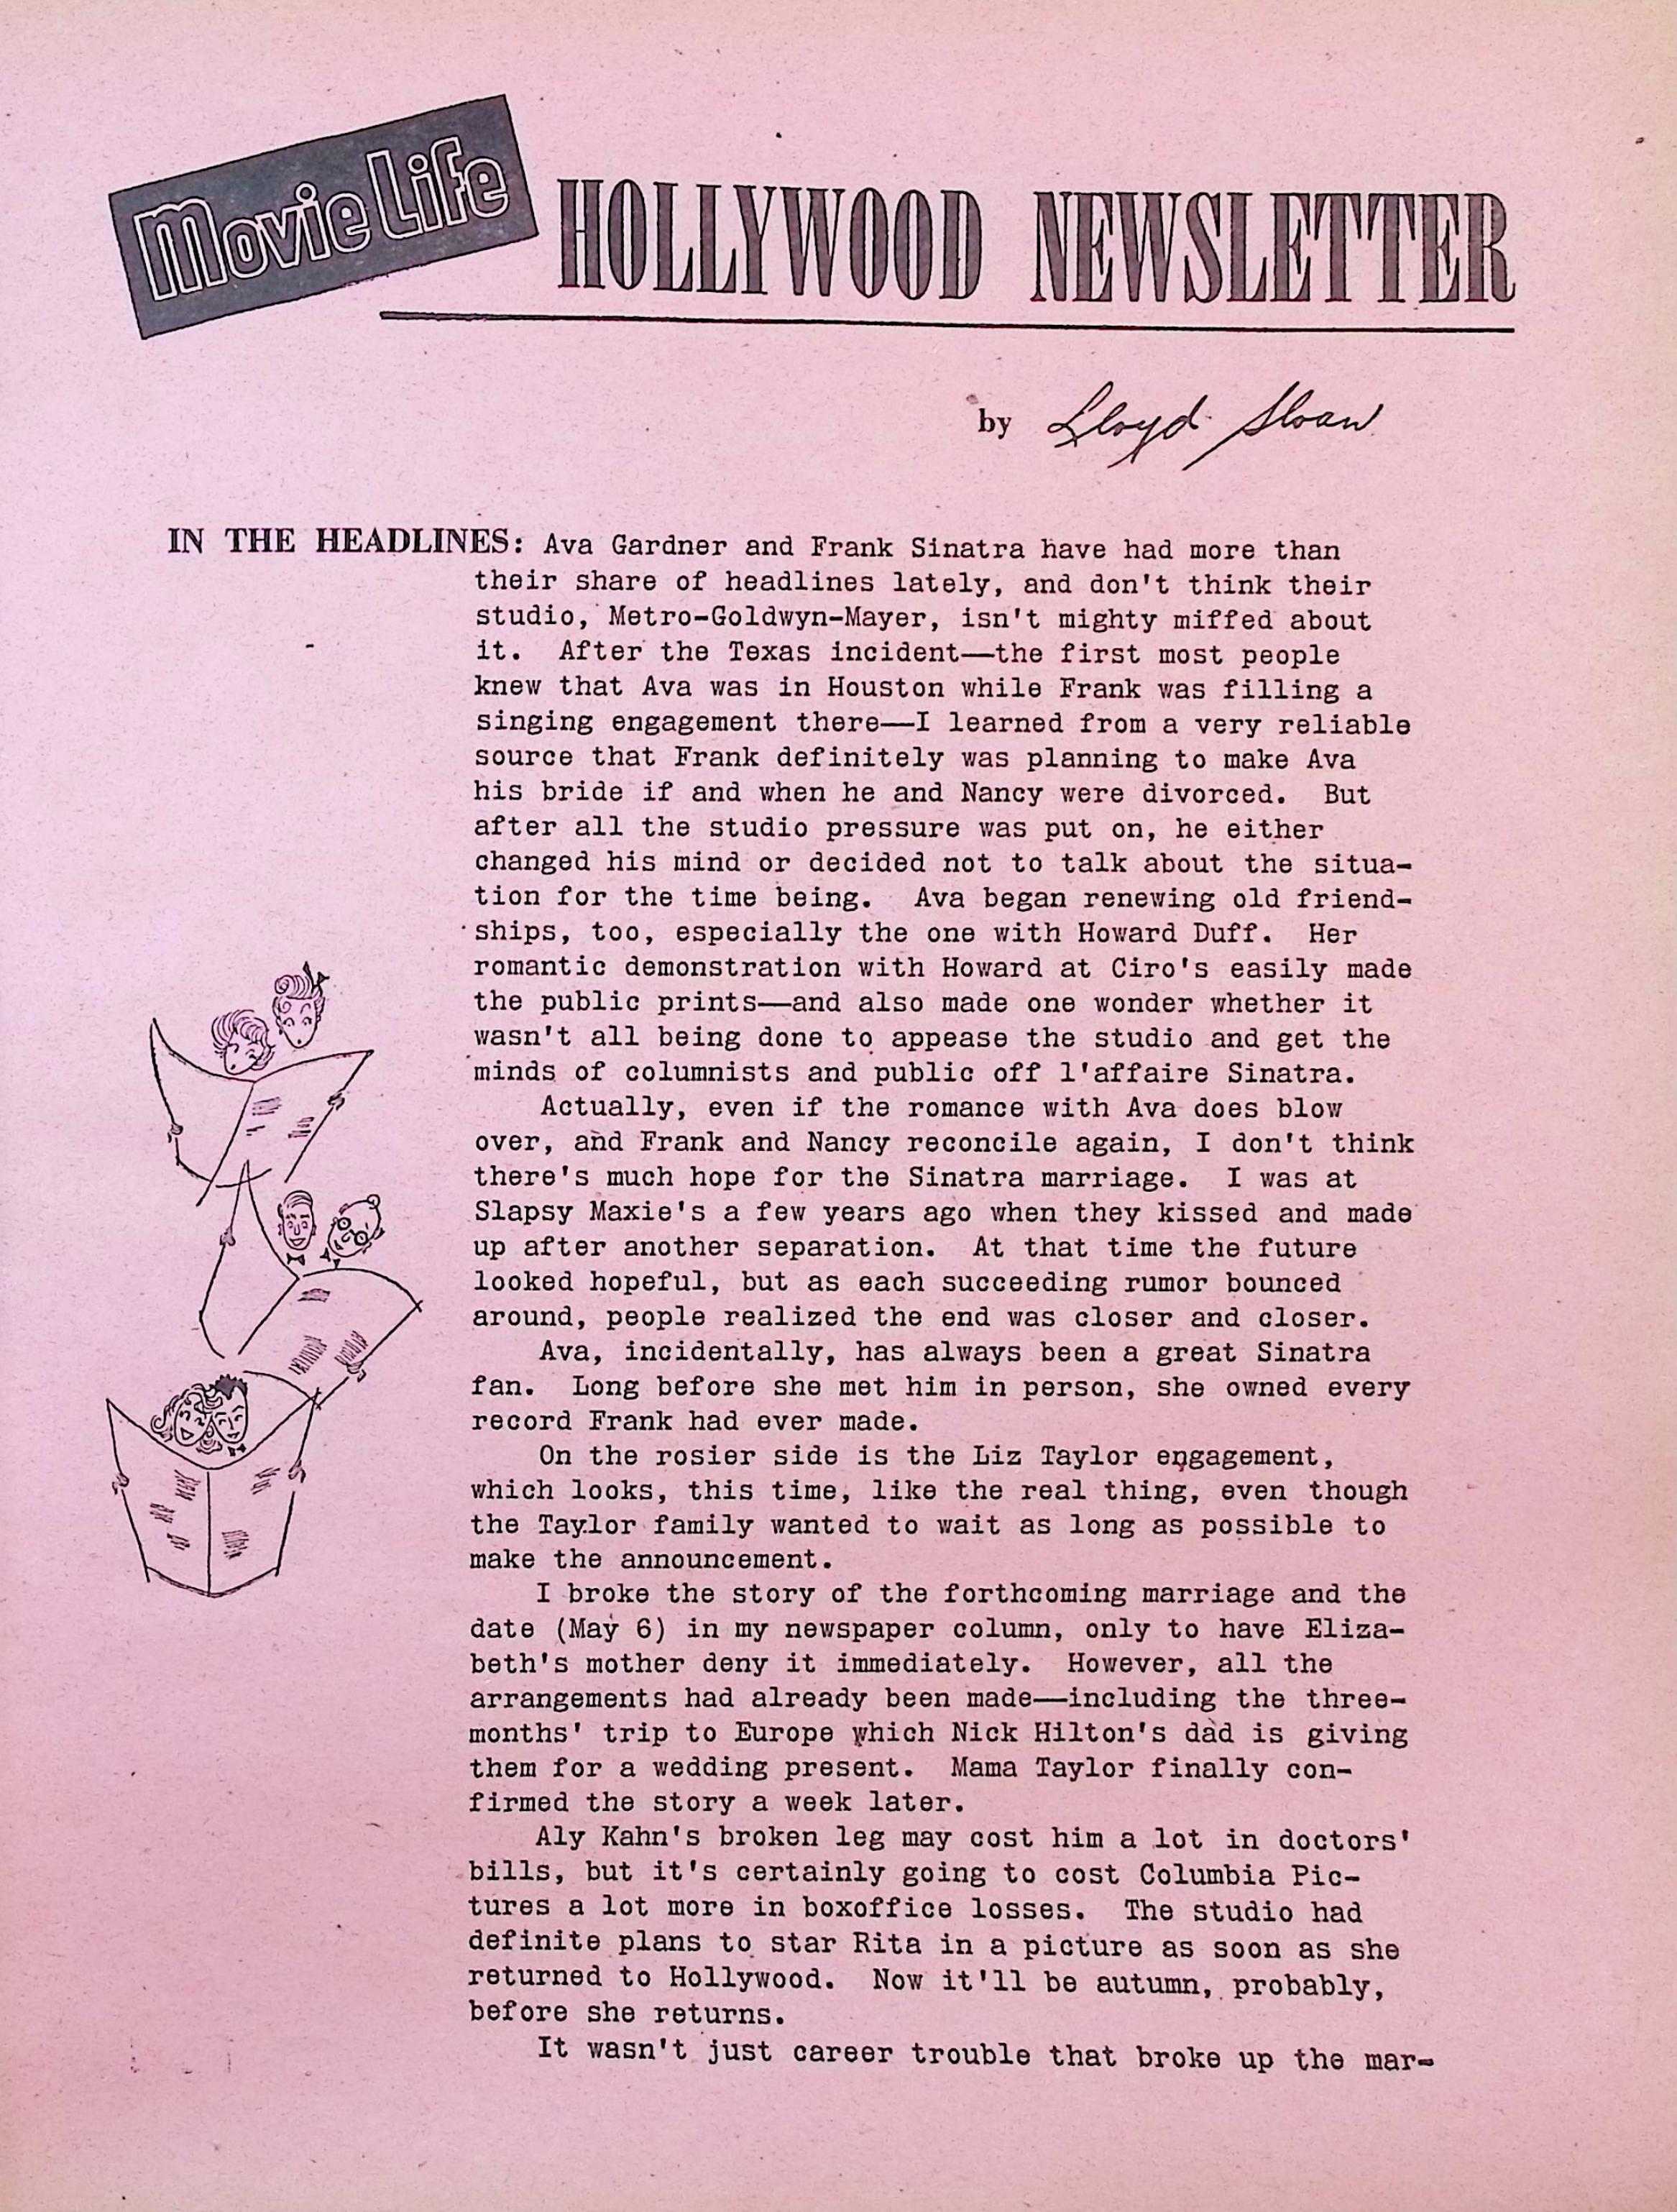 Movie Life HOLLYWOOD NEWSLETTER
by Lloyd Sloan
IN THE HEADLINES: Ava Gardner and Frank Sinatra have had more than
their share of headlines lately, and don't think their
studio, Metro-Goldwyn-Mayer, isn't mighty miffed about
it. After the Texas incident—the first most people
knew that Ava was in Houston while Frank was filling a
singing engagement there—I learned from a very reliable
source that Frank definitely was planning to make Ava
his bride if and when he and Nancy were divorced. But
after all the studio pressure was put on, he either
changed his mind or decided not to talk about the situa-
tion for the time being. Ava began renewing old friend-
ships, too, especially the one with Howard Duff. Her
romantic demonstration with Howard at Ciro's easily made
the public prints—and also made one wonder whether it
wasn't all being done to appease the studio and get the
minds of columnists and public off l'affaire Sinatra.
Actually, even if the romance with Ava does blow
over, and Frank and Nancy reconcile again, I don't think
there's much hope for the Sinatra marriage. I was at
Slapsy Maxie's a few years ago when they kissed and made
up after another separation. At that time the future
looked hopeful, but as each succeeding rumor bounced
around, people realized the end was closer and closer.
Ava, incidentally, has always been a great Sinatra
fan. Long before she met him in person, she owned every
record Frank had ever made.
On the rosier side is the Liz Taylor engagement,
which looks, this time, like the real thing, even though
the Taylor family wanted to wait as long as possible to
make the announcement.
I broke the story of the forthcoming marriage and the
date (May 6) in my newspaper column, only to have Eliza-
beth's mother deny it immediately. However, all the
arrangements had already been made—including the three-
months' trip to Europe which Nick Hilton's dad is giving
them for a wedding present. Mama Taylor finally con-
firmed the story a week later.
Aly Kahn's broken leg may cost him a lot in doctors'
bills, but it's certainly going to cost Columbia Pic-
tures a lot more in boxoffice losses. The studio had
definite plans to star Rita in a picture as soon as she
returned to Hollywood. Now it'll be autumn, probably,
before she returns.
It wasn't just career trouble that broke up the mar-